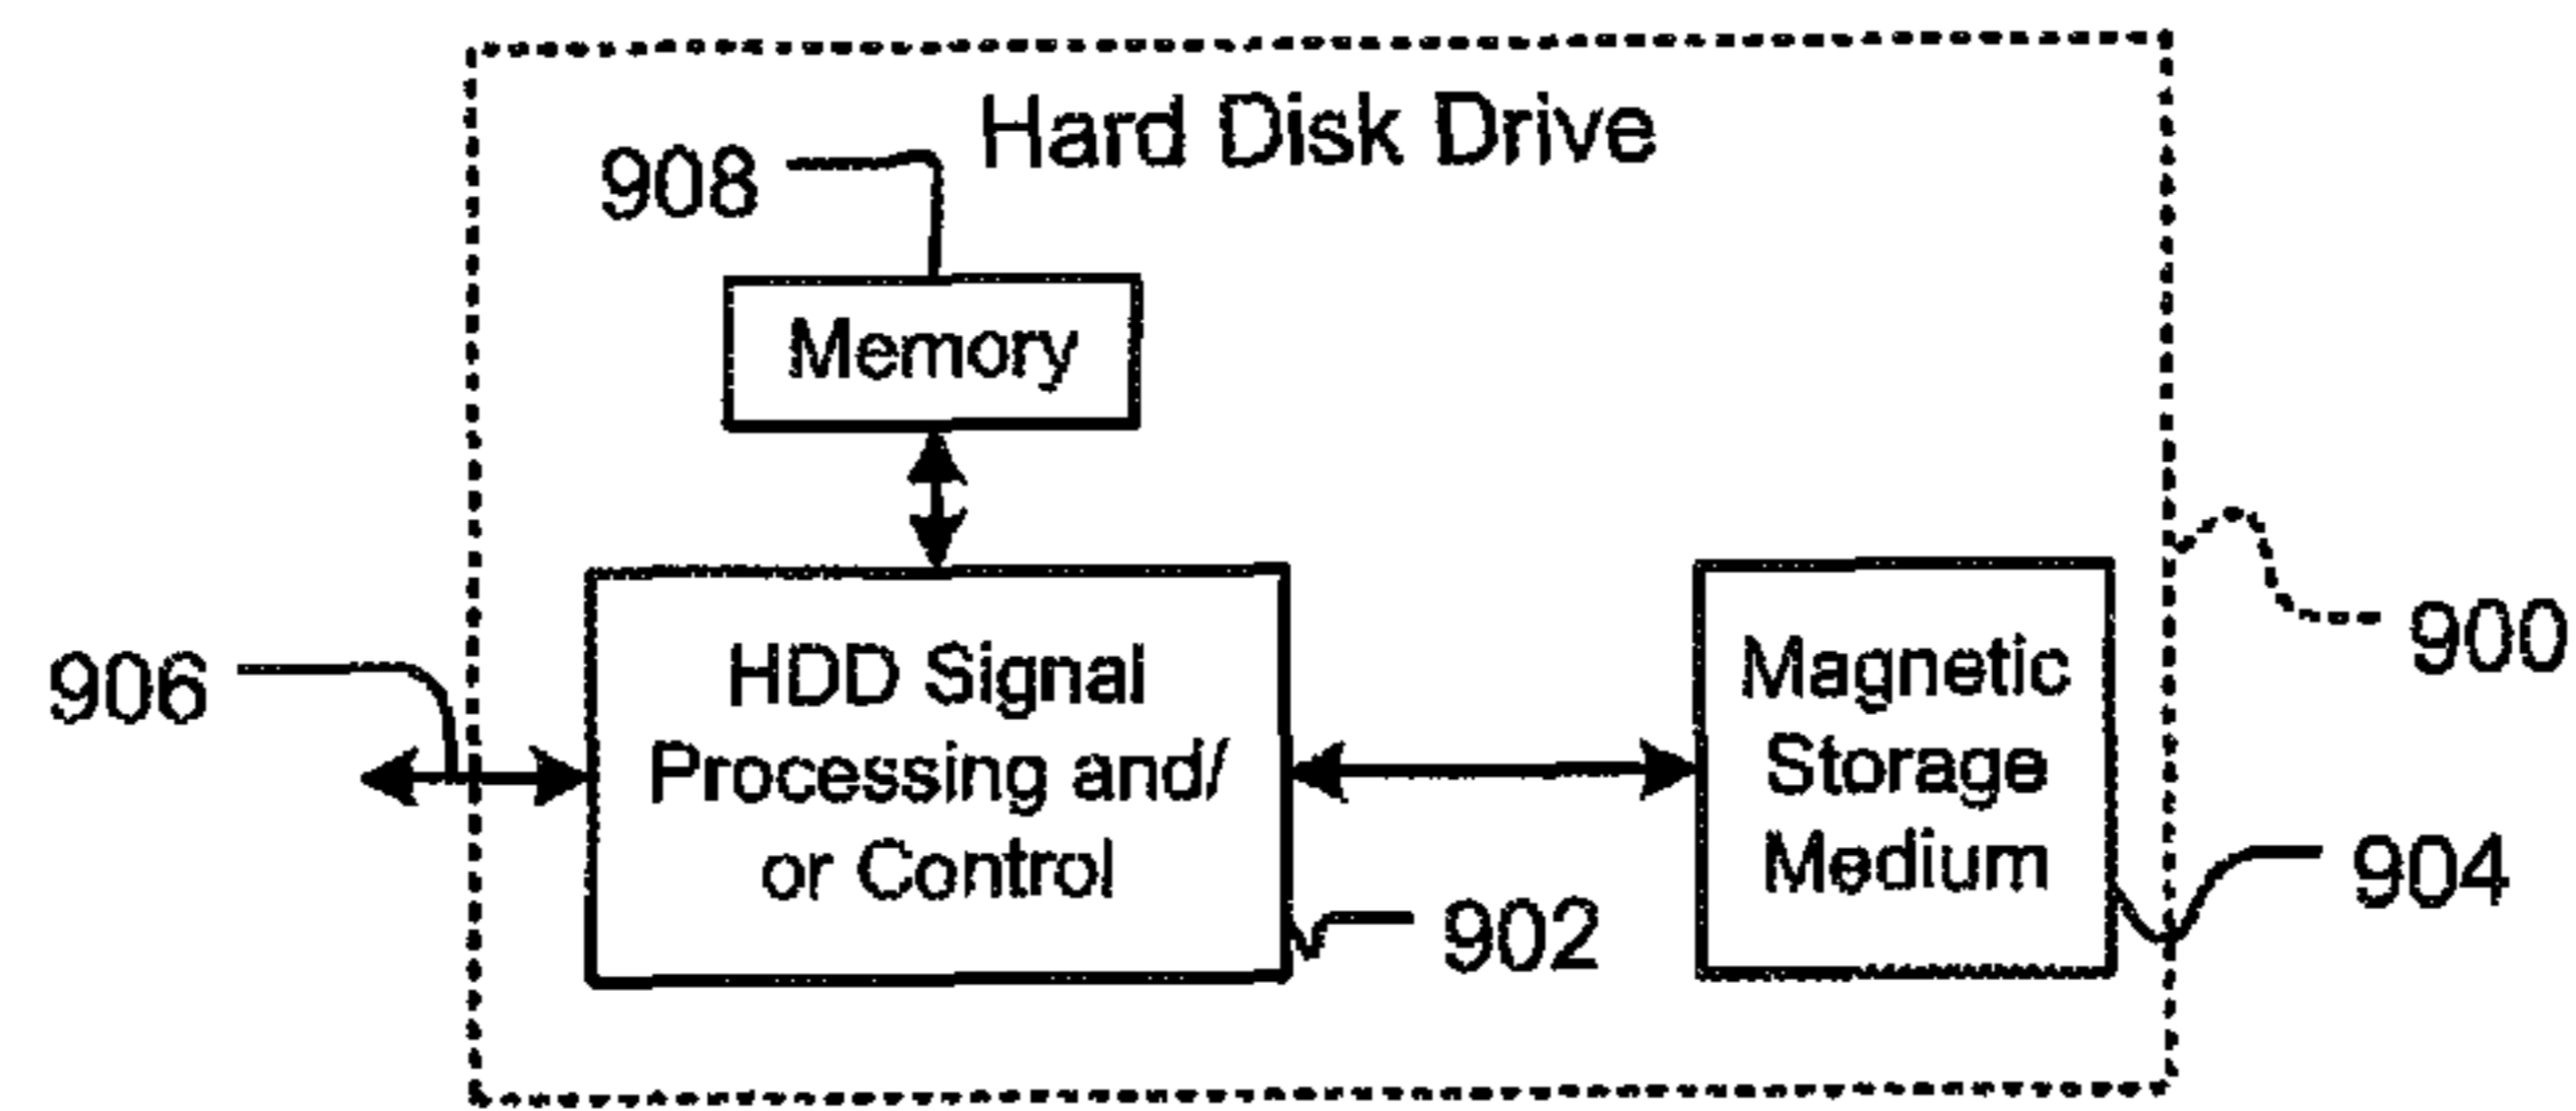 Hard Disk Drive
908
Memory
906
HDD Signal
Processing and/
or Control
902
Magnetic
Storage
Medium
900
904